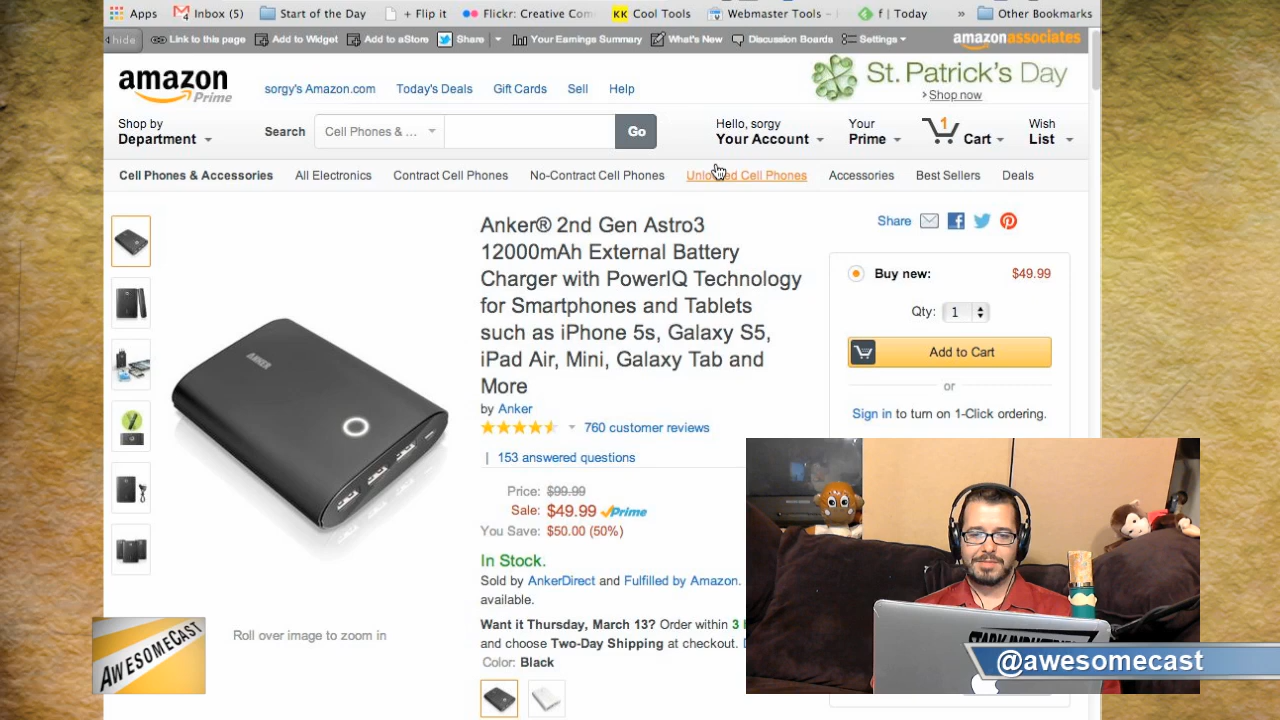 Apps
Inbox (5)
Start of the Day
+ Flip it
Flickr: Creative Com
KK Cool Tools
Webmaster Tools -
f | Today
»
Other Bookmarks
hide
Link to this page
Add to Widget
Add to aStore
Share
Your Earnings Summary
What's New
Discussion Boards
Settings
amazonassociates
amazon
Prime
sorgy's Amazon.com
Today's Deals
Gift Cards
Sell
Help
St. Patrick's Day
› Shop now
Shop by
Department
Search
Cell Phones & ...
Go
Hello, sorgy
Your Account
Your
Prime
1
Cart
Wish
List
Cell Phones & Accessories
All Electronics
Contract Cell Phones
No-Contract Cell Phones
Cell Phones
Accessories
Best Sellers
Deals
ANKER
Roll over image to zoom in
Anker® 2nd Gen Astro3
12000mAh External Battery
Charger with PowerIQ Technology
for Smartphones and Tablets
such as iPhone 5s, Galaxy S5,
iPad Air, Mini, Galaxy Tab and
More
by Anker
760 customer reviews
| 153 answered questions
Price: $99.99
Sale: $49.99 Prime
You Save: $50.00 (50%)
In Stock.
Sold by AnkerDirect and Fulfilled by Amazon.
available.
Want it Thursday, March 13? Order within 3
and choose Two-Day Shipping at checkout.
Color: Black
Share
Buy new:
$49.99
Qty: 1
Add to Cart
or
Sign in to turn on 1-Click ordering.
AWESOMECAST
STARK INDUSTRIES
@awesomecast